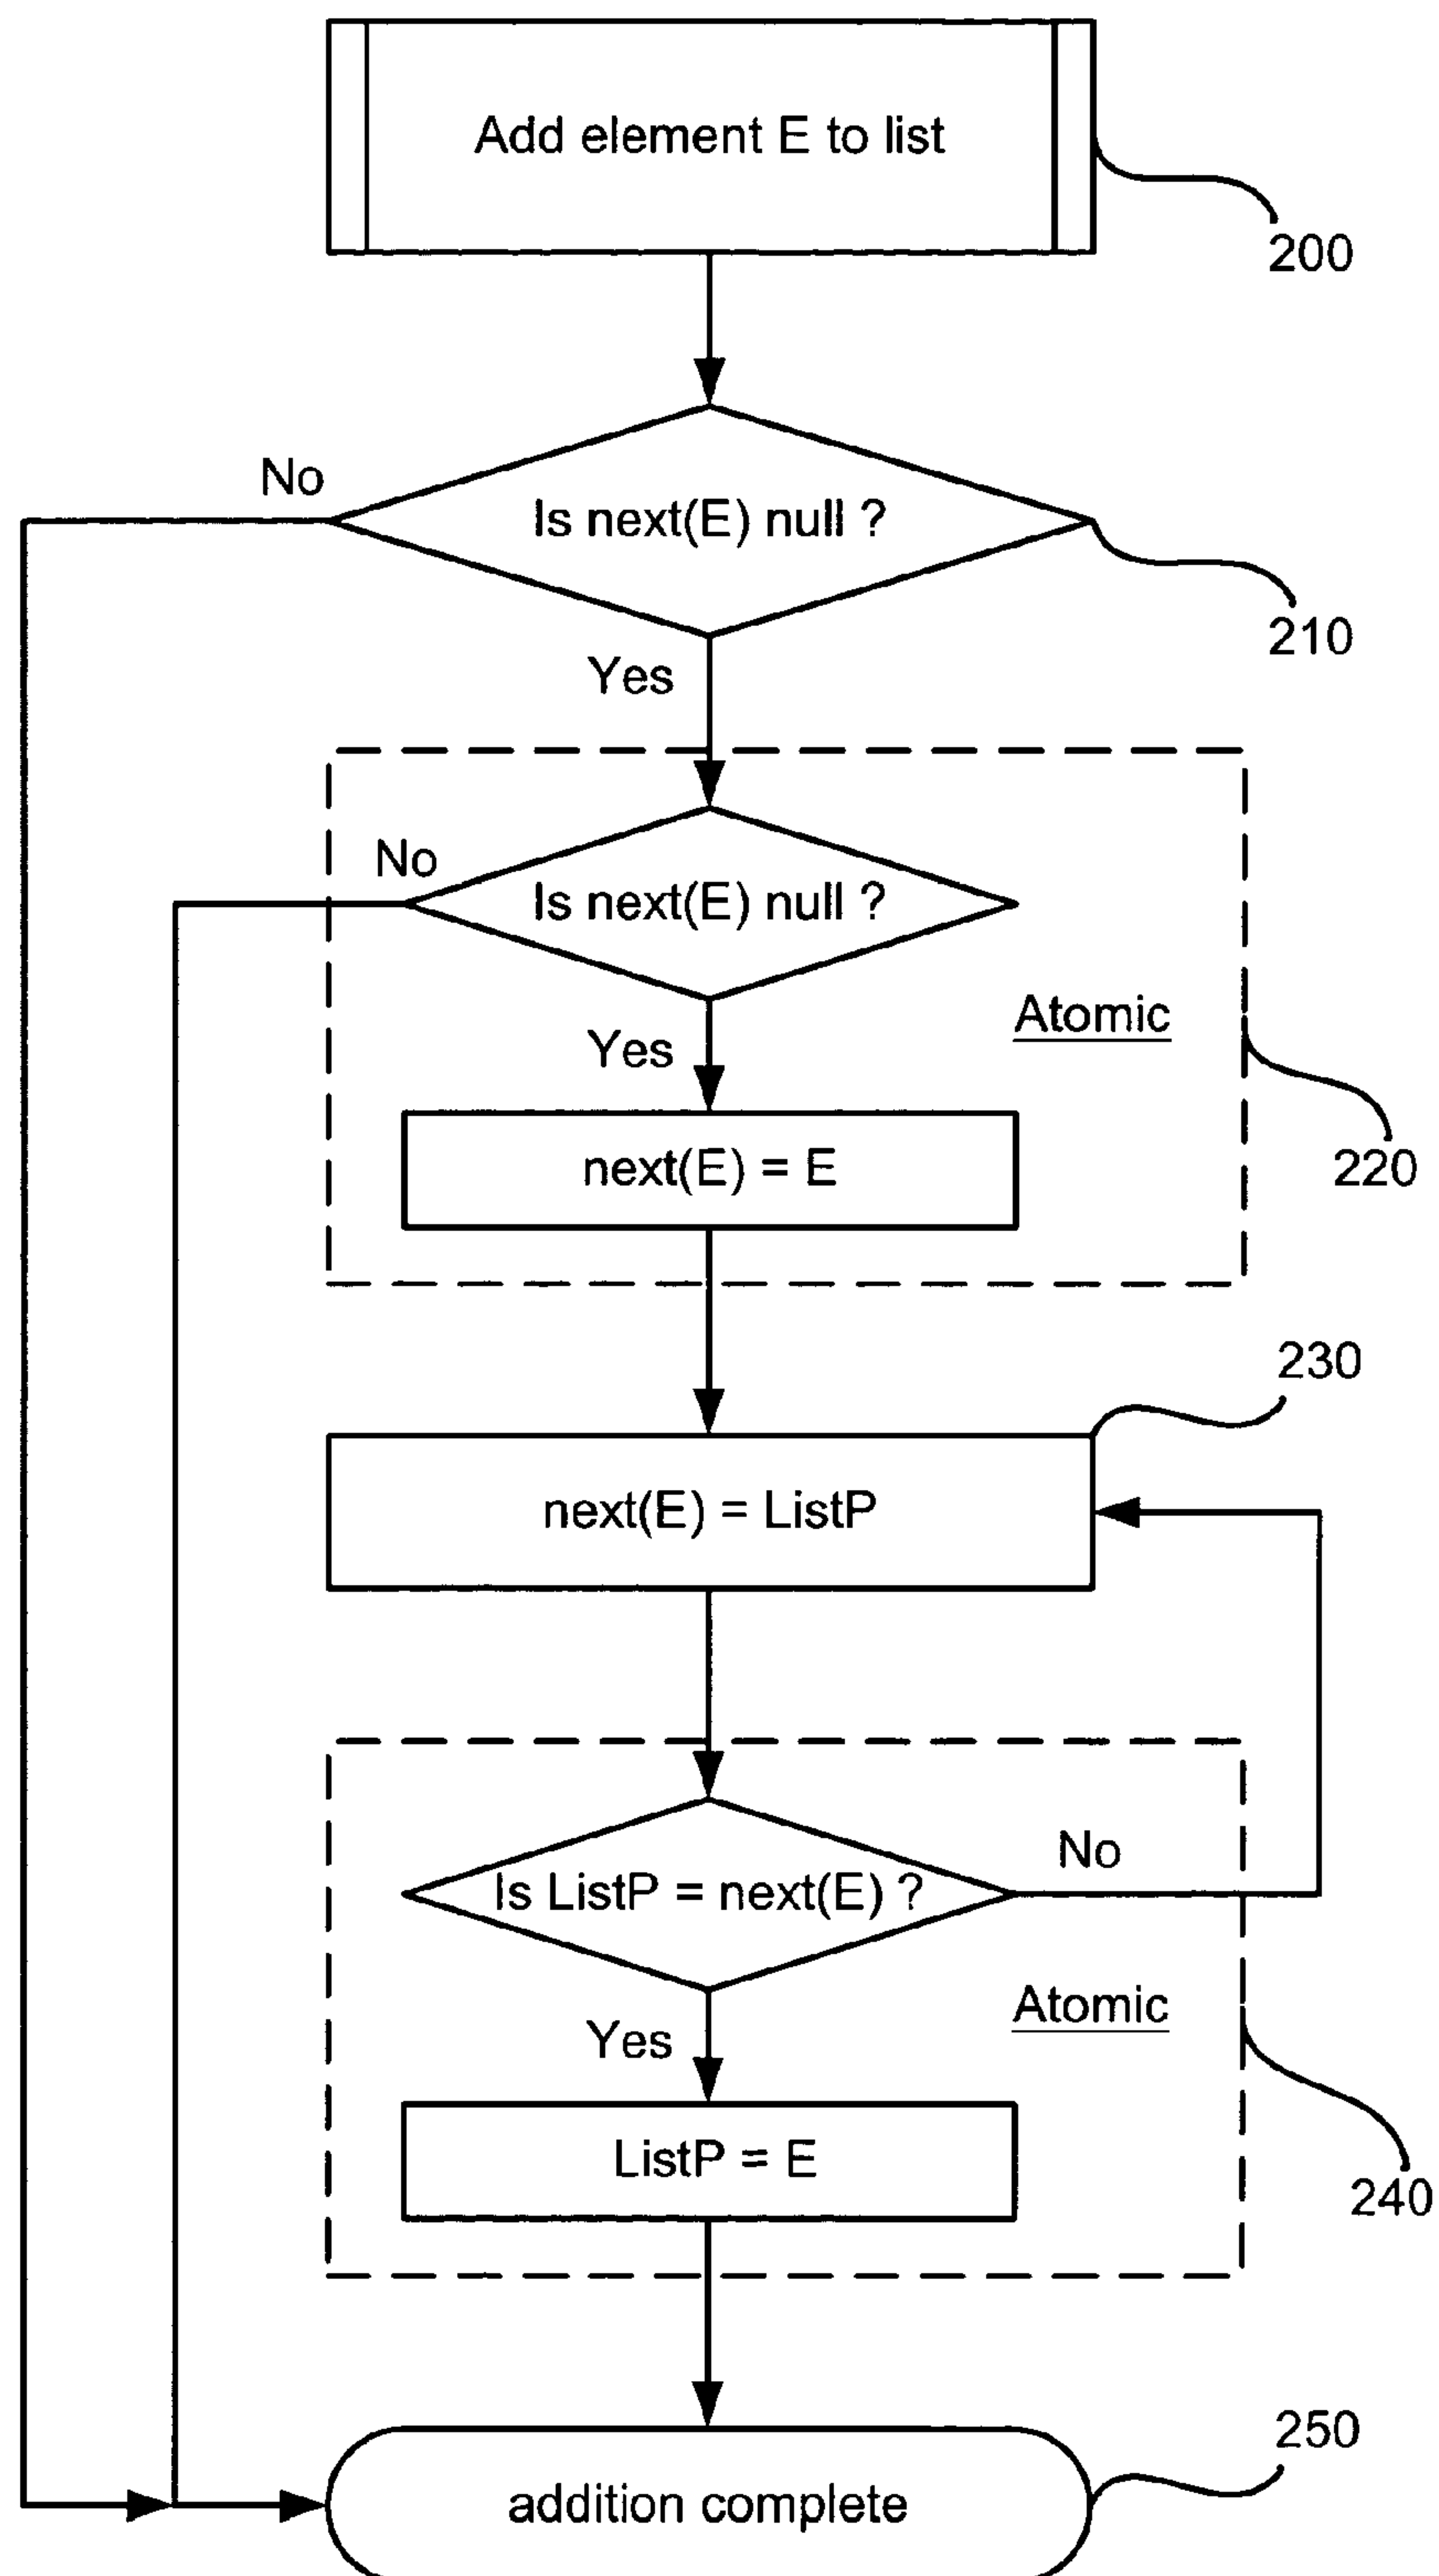 Add element E to list
200
No
Is next(E) null ?
210
Yes
No
Is next(E) null ?
Atomic
Yes
220
next(E) = E
230
next(E) = ListP
No
Is ListP = next(E) ?
Atomic
Yes
ListP = E
240
250
addition complete